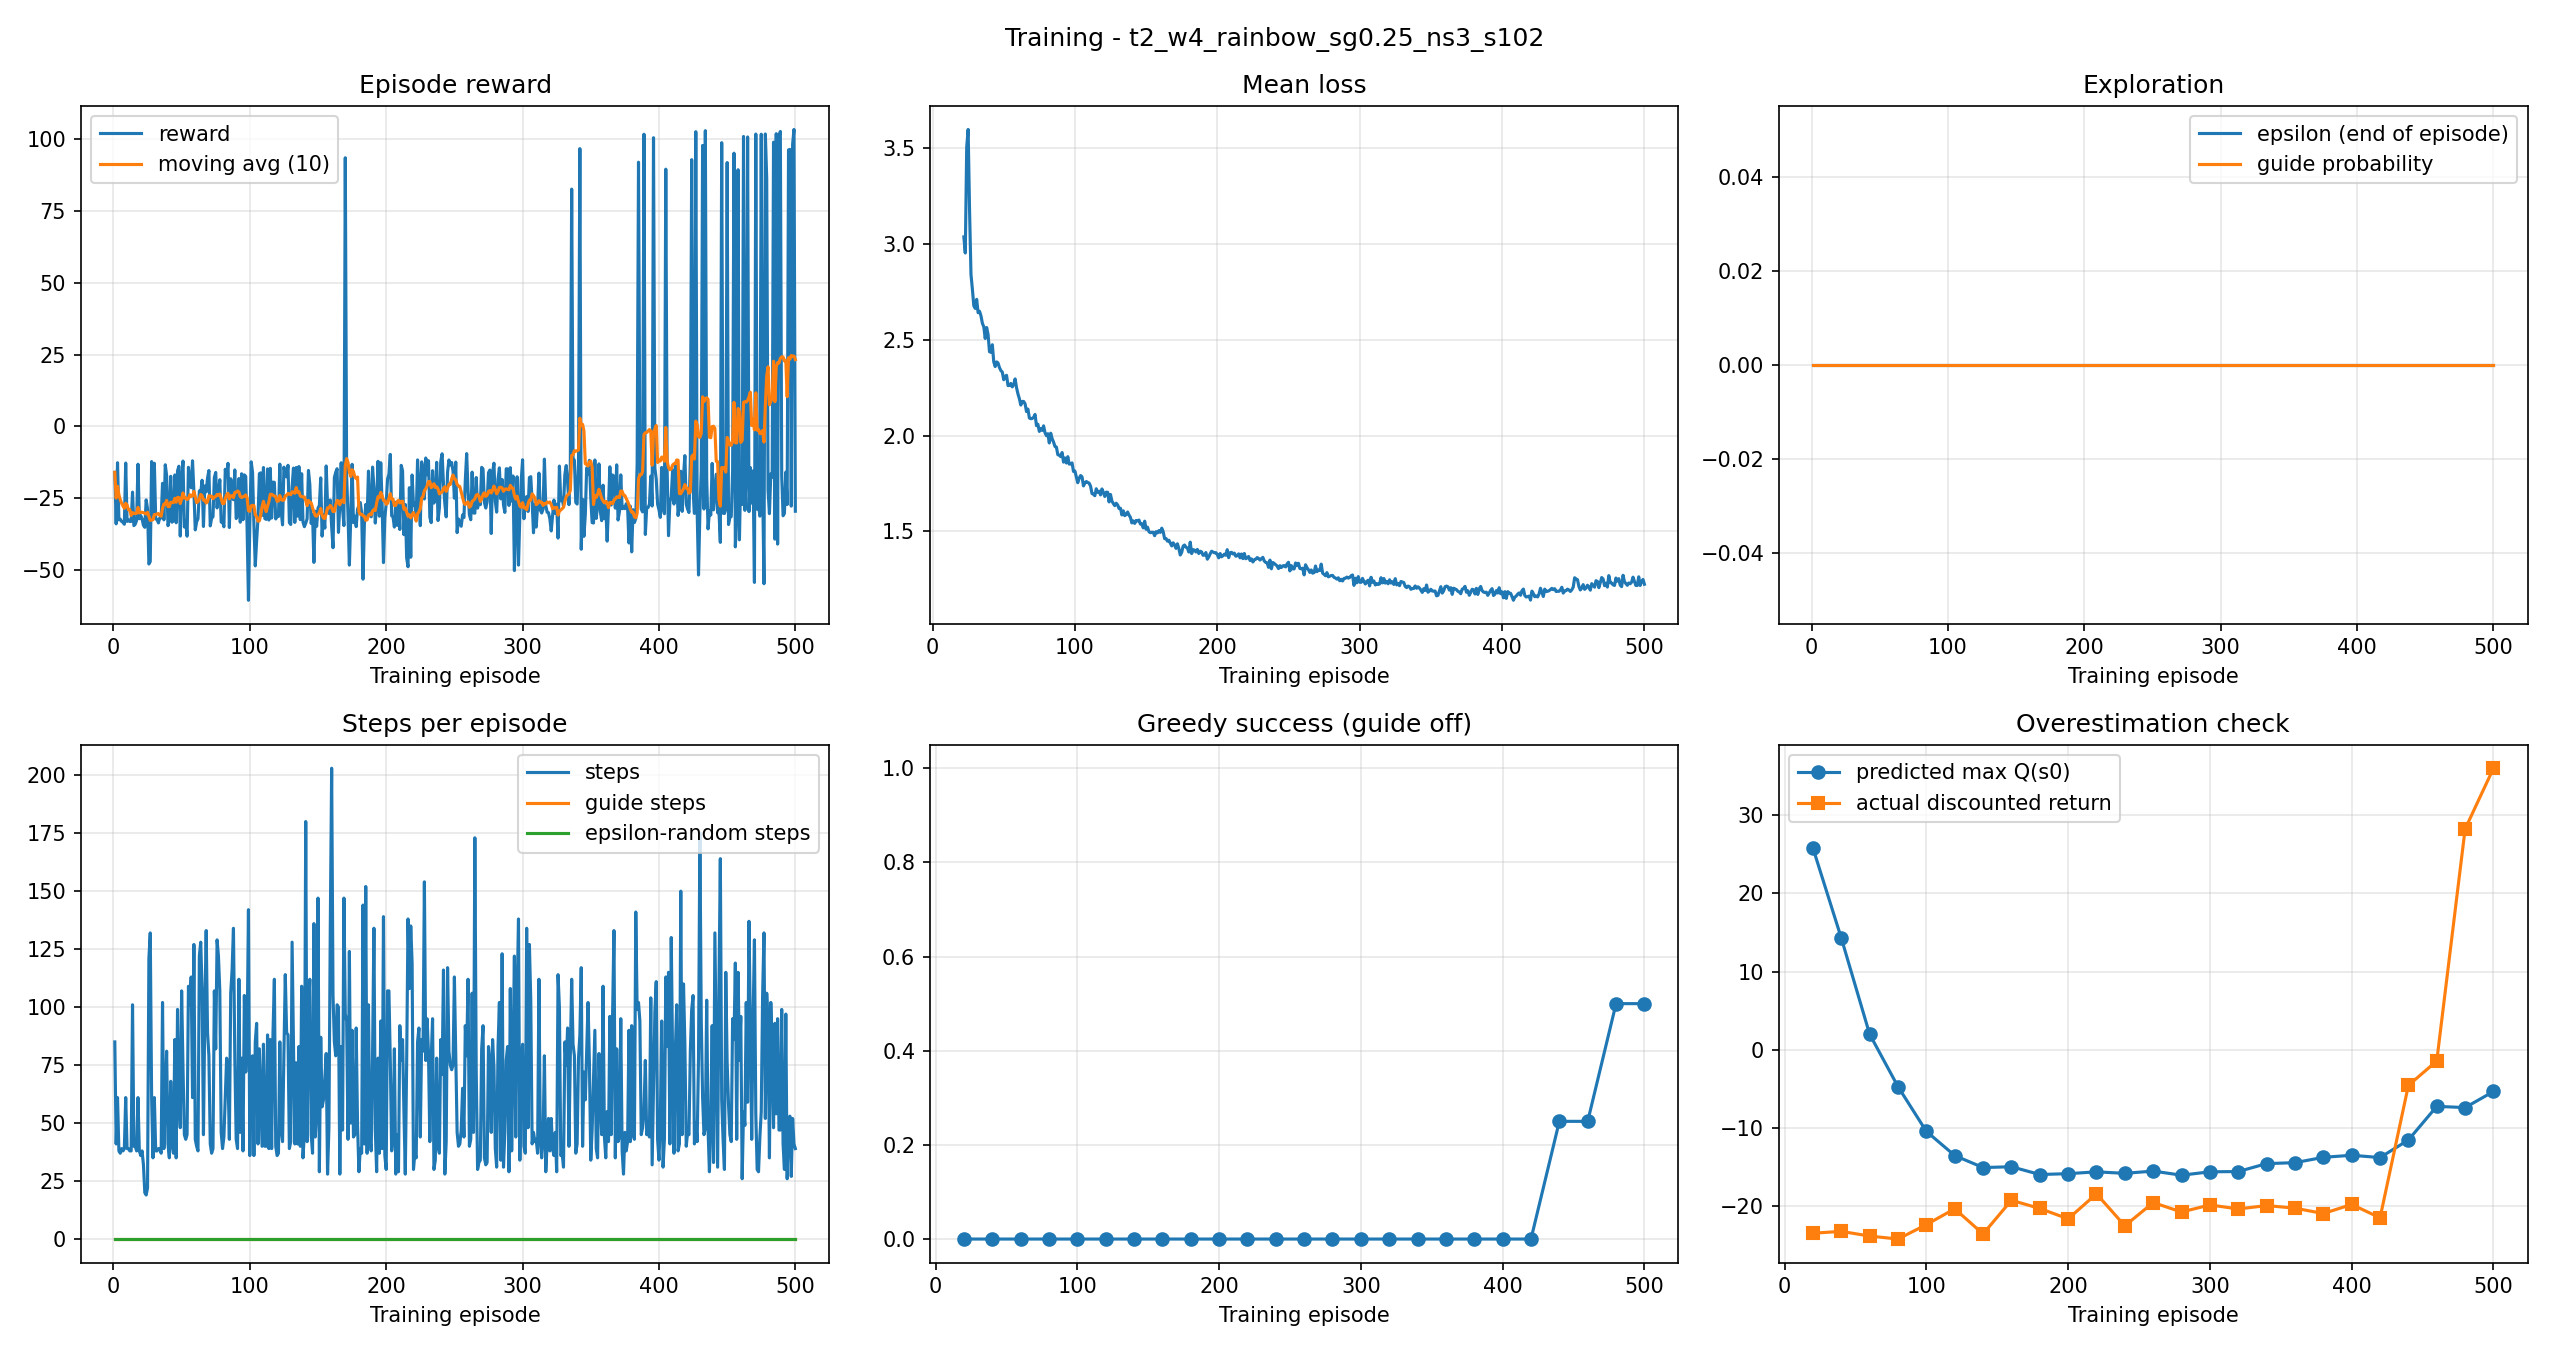 Training - t2_w4_rainbow_sg0.25_ns3_s102
Episode reward
reward
moving avg (10)
100
75
50
25
0
−25
−50
0 100 200 300 400 500
Training episode
Mean loss
3.5
3.0
2.5
2.0
1.5
0 100 200 300 400 500
Training episode
Exploration
epsilon (end of episode)
guide probability
0.04
0.02
0.00
−0.02
−0.04
0 100 200 300 400 500
Training episode
Steps per episode
steps
guide steps
epsilon-random steps
200
175
150
125
100
75
50
25
0
0 100 200 300 400 500
Training episode
Greedy success (guide off)
1.0
0.8
0.6
0.4
0.2
0.0
0 100 200 300 400 500
Training episode
Overestimation check
predicted max Q(s0)
actual discounted return
30
20
10
0
−10
−20
0 100 200 300 400 500
Training episode